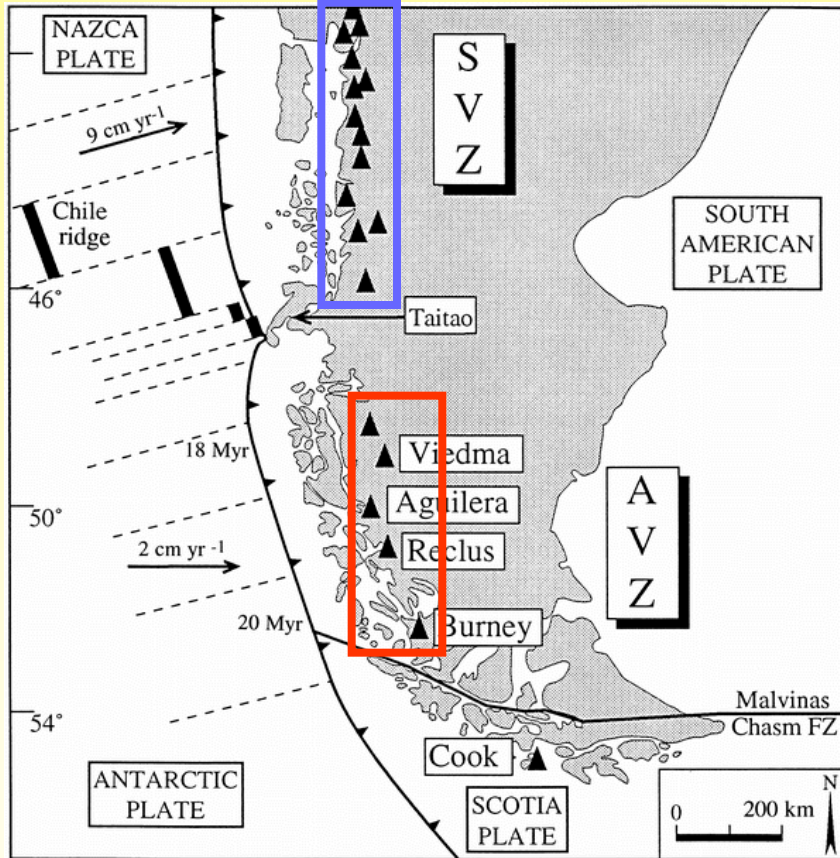 NAZCA
PLATE
S
V
Z
9 cm yr-1
Chile
ridge
SOUTH
AMERICAN
PLATE
46°
Taitao
18 Myr
Viedma
Aguilera
A
V
Z
50°
Reclus
2 cm yr -1
20 Myr
Burney
Malvinas
54°
Chasm FZ
Cook
ANTARCTIC
PLATE
SCOTIA
PLATE
N
0 200 km